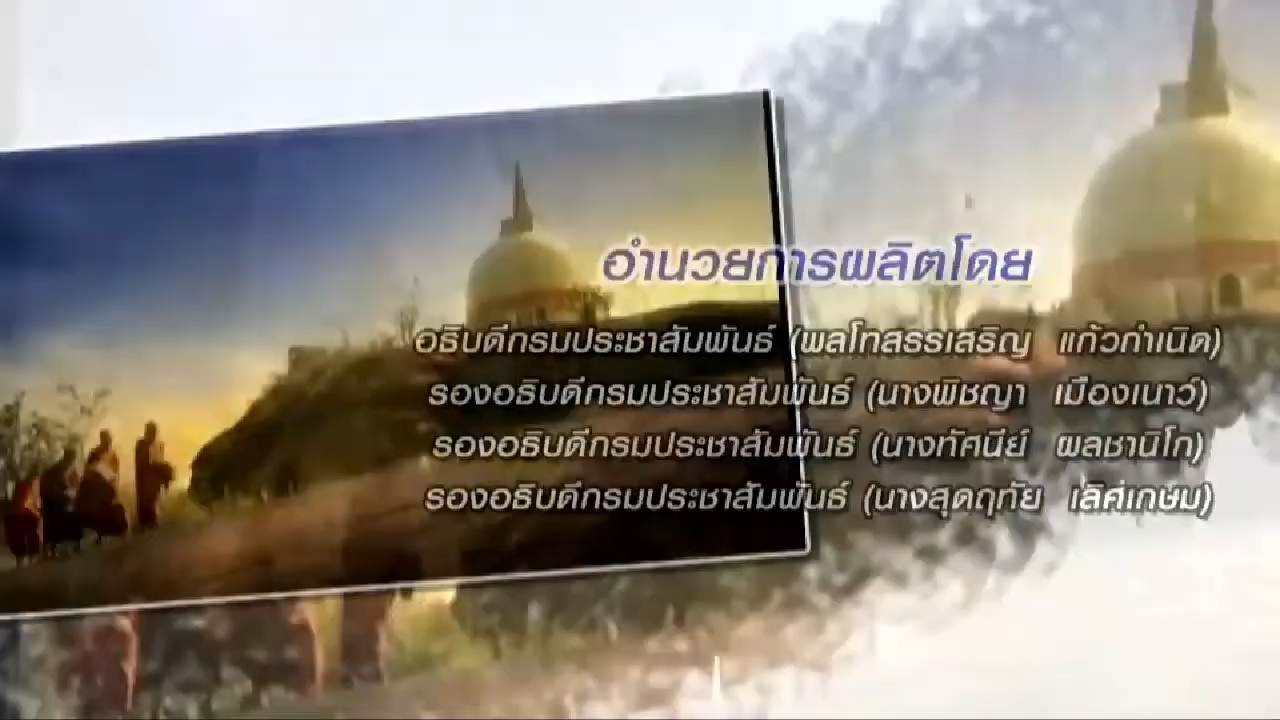 อำนวยการผลิตโดย
อธิบดีกรมประชาสัมพันธ์ (พลโทสรรเสริญ แก้วกำเนิด)
รองอธิบดีกรมประชาสัมพันธ์ (นางพิชญา เมืองเนาว์)
รองอธิบดีกรมประชาสัมพันธ์ (นางทัศนีย์ ผลชานิโก)
รองอธิบดีกรมประชาสัมพันธ์ (นางสุดฤทัย เลิศเกษม)